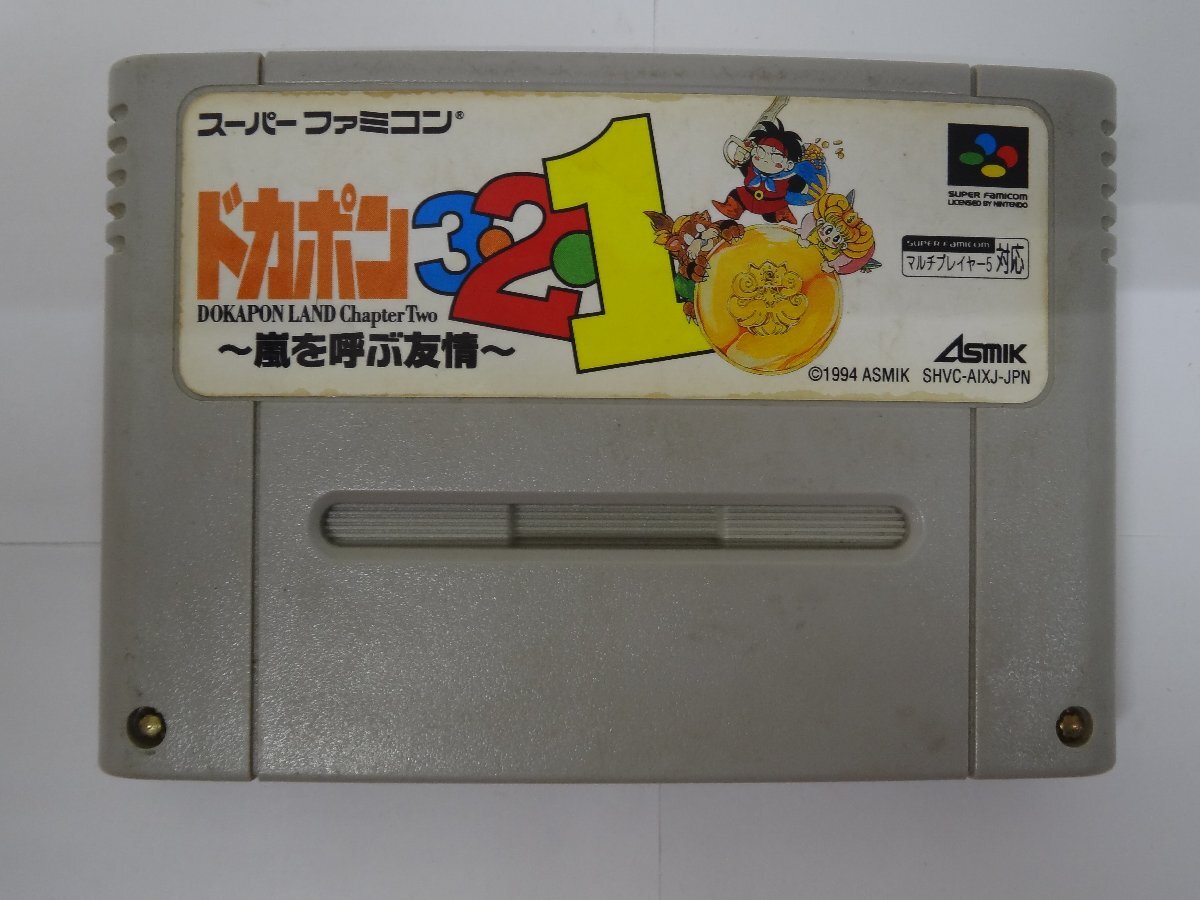 スーパーファミコン®
ドカポン3・2・1
DOKAPON LAND Chapter Two
～嵐を呼ぶ友情～
SUPER FAMICOM
LICENSED BY NINTENDO
SUPER FAMICOM
マルチプレイヤー5 対応
ASMIK
©1994 ASMIK SHVC-AIXJ-JPN